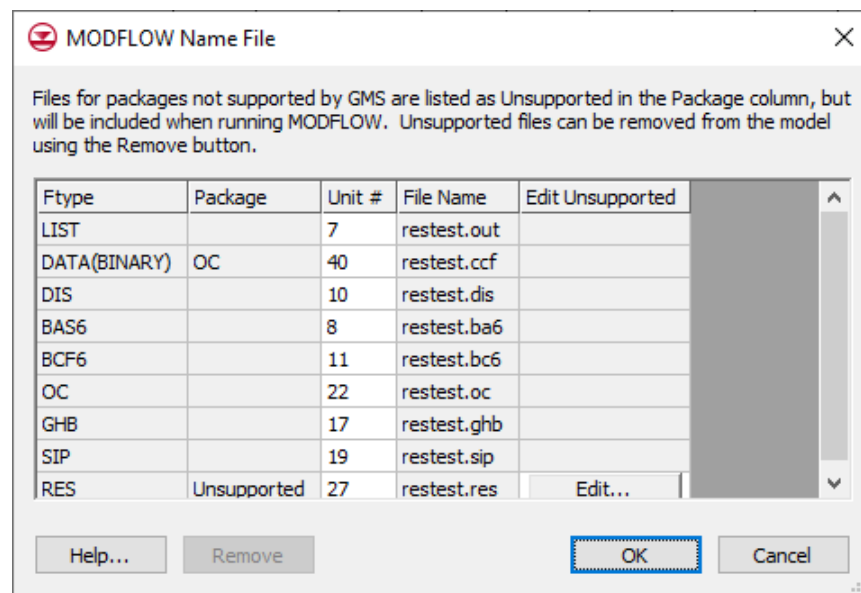 MODFLOW Name File
Files for packages not supported by GMS are listed as Unsupported in the Package column, but
will be included when running MODFLOW. Unsupported files can be removed from the model
using the Remove button.
Ftype Package Unit # File Name Edit Unsupported
LIST 7 restest.out
DATA(BINARY) OC 40 restest.ccf
DIS 10 restest.dis
BAS6 8 restest.ba6
BCF6 11 restest.bc6
OC 22 restest.oc
GHB 17 restest.ghb
SIP 19 restest.sip
RES Unsupported 27 restest.res Edit...
Help... Remove OK Cancel